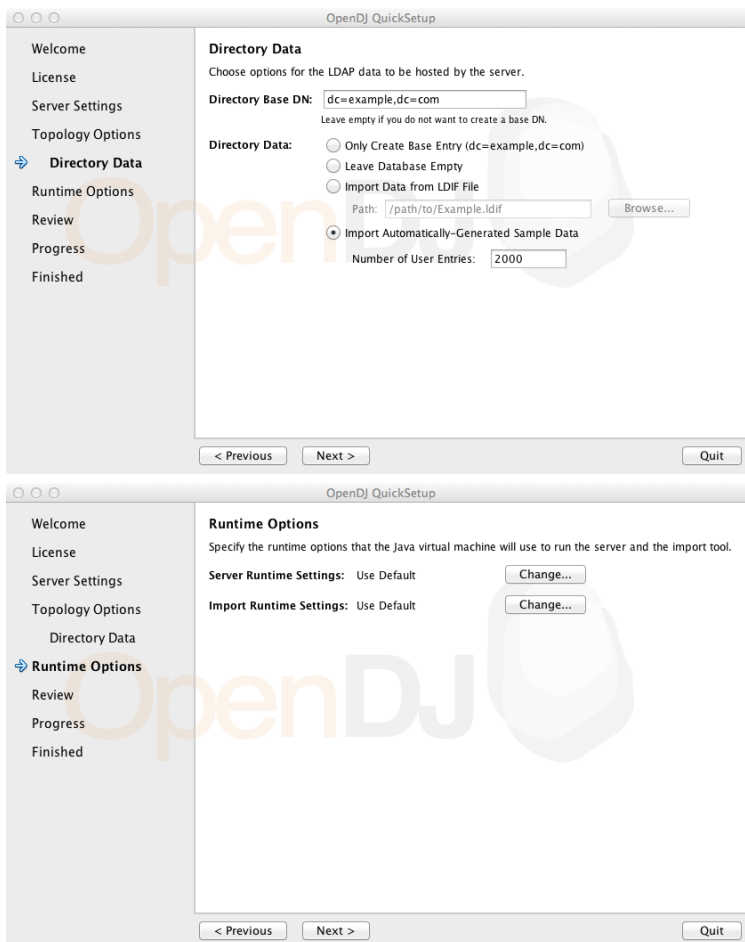 OpenDJ QuickSetup
Welcome
License
Server Settings
Topology Options
Directory Data
Runtime Options
Review
Progress
Finished
Directory Data
Choose options for the LDAP data to be hosted by the server.
Directory Base DN: dc=example,dc=com
Leave empty if you do not want to create a base DN.
Directory Data: Only Create Base Entry (dc=example,dc=com)
Leave Database Empty
Import Data from LDIF File
Path: /path/to/Example.ldif Browse...
Import Automatically-Generated Sample Data
Number of User Entries: 2000
OpenDJ
< Previous Next > Quit
OpenDJ QuickSetup
Welcome
License
Server Settings
Topology Options
Directory Data
Runtime Options
Review
Progress
Finished
Runtime Options
Specify the runtime options that the Java virtual machine will use to run the server and the import tool.
Server Runtime Settings: Use Default Change...
Import Runtime Settings: Use Default Change...
OpenDJ
< Previous Next > Quit